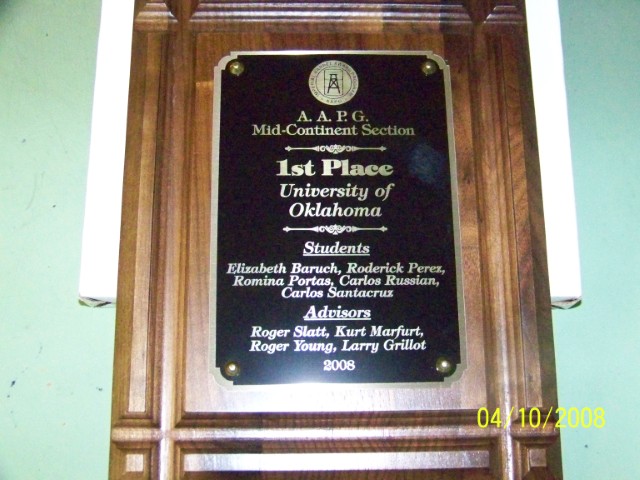 A. A. P. G.
Mid-Continent Section
1st Place
University of
Oklahoma
Students
Elizabeth Baruch, Roderick Perez,
Romina Portas, Carlos Russian,
Carlos Santacruz
Advisors
Roger Slatt, Kurt Marfurt,
Roger Young, Larry Grillot
2008
04/10/2008